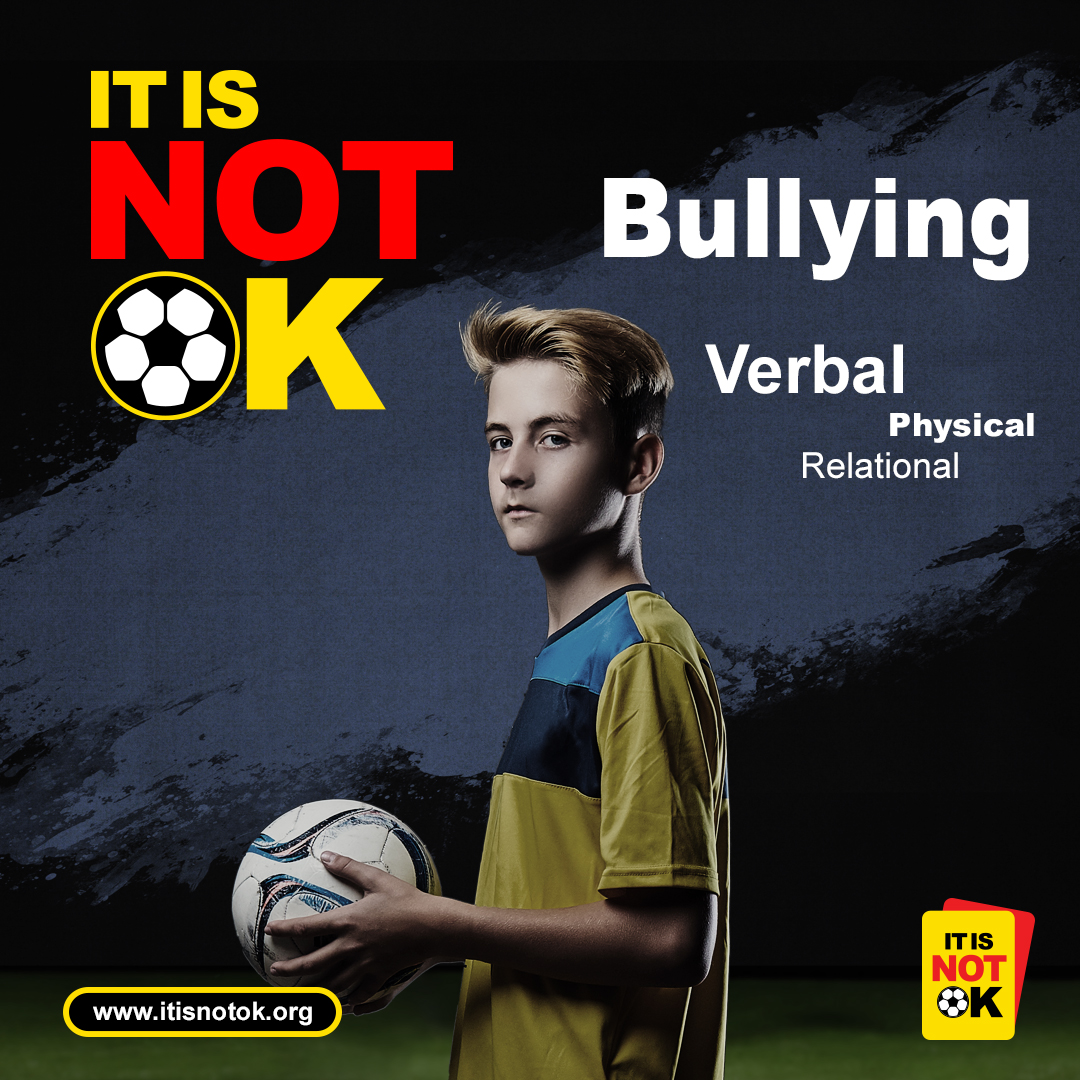 IT IS
NOT
OK
Bullying
Verbal
Physical
Relational
www.itisnotok.org
IT IS
NOT
OK